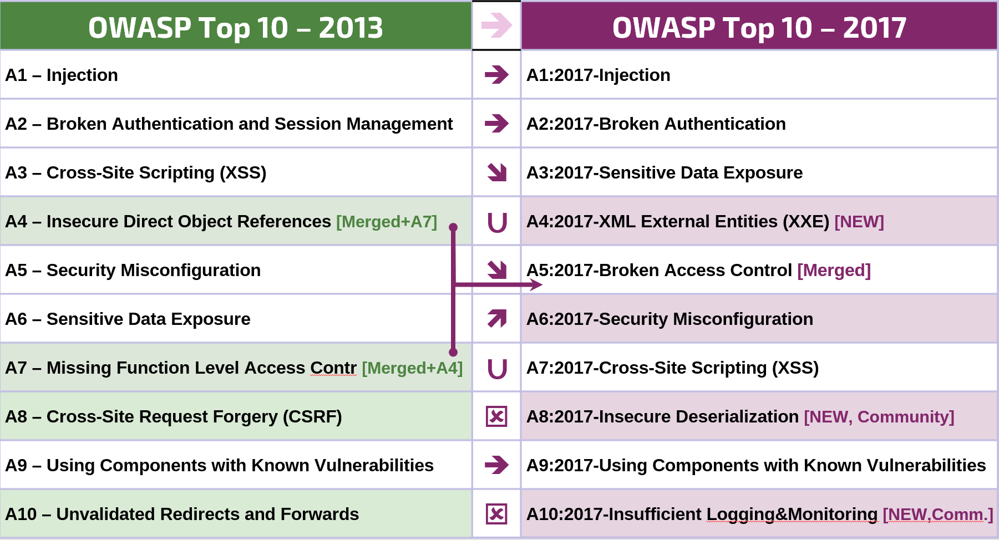 OWASP Top 10 – 2013 ➔ OWASP Top 10 – 2017
A1 – Injection ➔ A1:2017-Injection
A2 – Broken Authentication and Session Management ➔ A2:2017-Broken Authentication
A3 – Cross-Site Scripting (XSS) ➘ A3:2017-Sensitive Data Exposure
A4 – Insecure Direct Object References [Merged+A7] ∪ A4:2017-XML External Entities (XXE) [NEW]
A5 – Security Misconfiguration ➘ A5:2017-Broken Access Control [Merged]
A6 – Sensitive Data Exposure ➚ A6:2017-Security Misconfiguration
A7 – Missing Function Level Access Contr [Merged+A4] ∪ A7:2017-Cross-Site Scripting (XSS)
A8 – Cross-Site Request Forgery (CSRF) ☒ A8:2017-Insecure Deserialization [NEW, Community]
A9 – Using Components with Known Vulnerabilities ➔ A9:2017-Using Components with Known Vulnerabilities
A10 – Unvalidated Redirects and Forwards ☒ A10:2017-Insufficient Logging&Monitoring [NEW,Comm.]